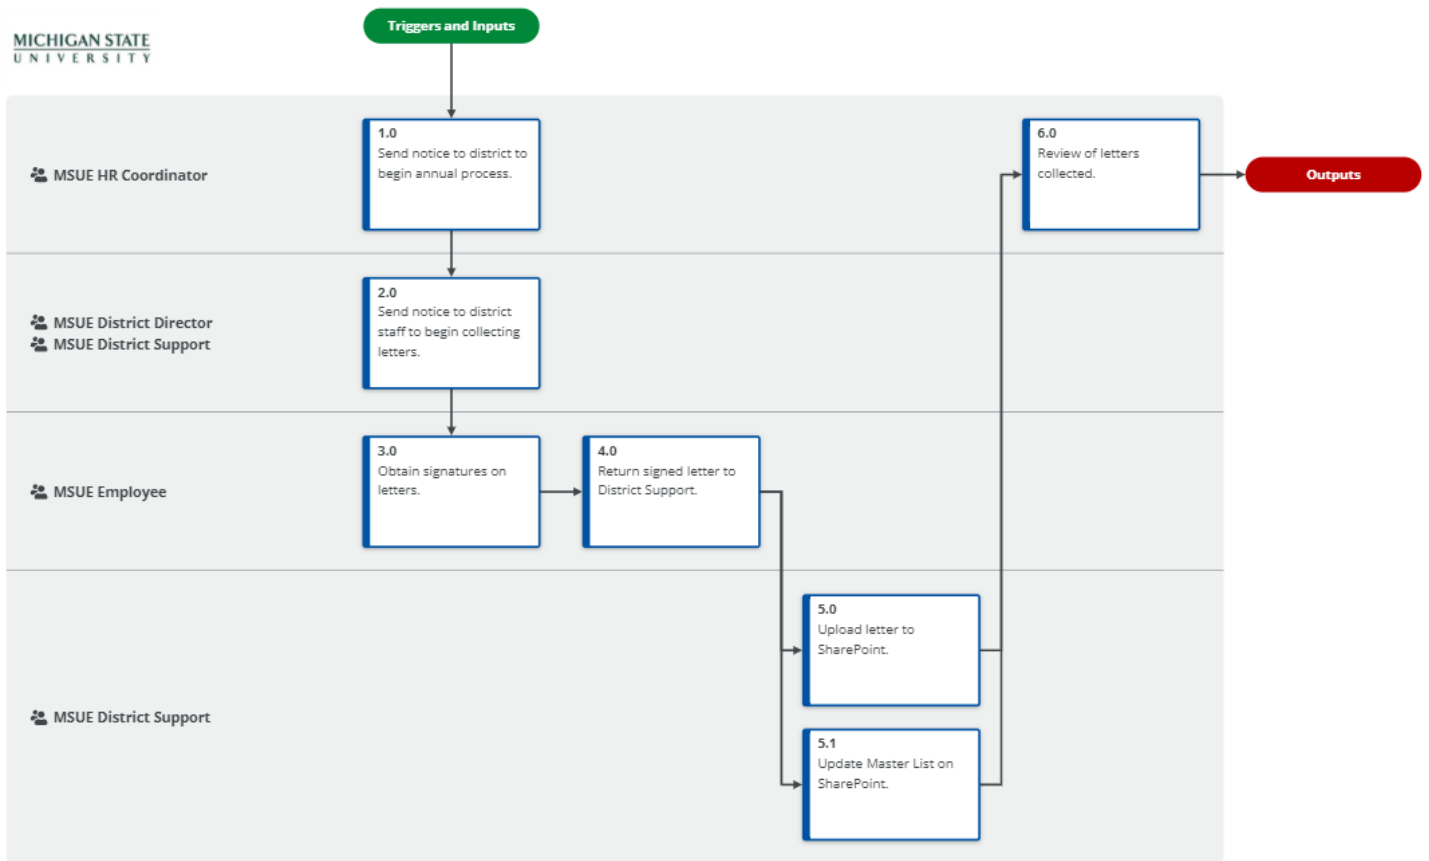 Triggers and Inputs
MICHIGAN STATE
UNIVERSITY
MSUE HR Coordinator
1.0
Send notice to district to
begin annual process.
6.0
Review of letters
collected.
Outputs
MSUE District Director
MSUE District Support
2.0
Send notice to district
staff to begin collecting
letters.
MSUE Employee
3.0
Obtain signatures on
letters.
4.0
Return signed letter to
District Support.
MSUE District Support
5.0
Upload letter to
SharePoint.
5.1
Update Master List on
SharePoint.